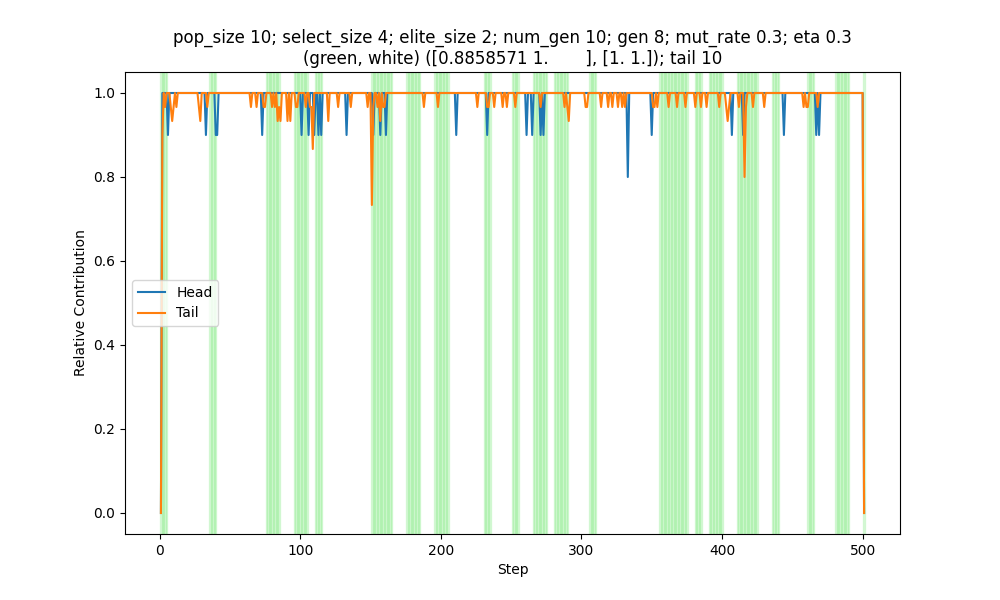 pop_size 10; select_size 4; elite_size 2; num_gen 10; gen 8; mut_rate 0.3; eta 0.3
(green, white) ([0.8858571 1.        ], [1. 1.]); tail 10
1.0
0.8
0.6
0.4
0.2
0.0
Relative Contribution
Head
Tail
0
100
200
300
400
500
Step